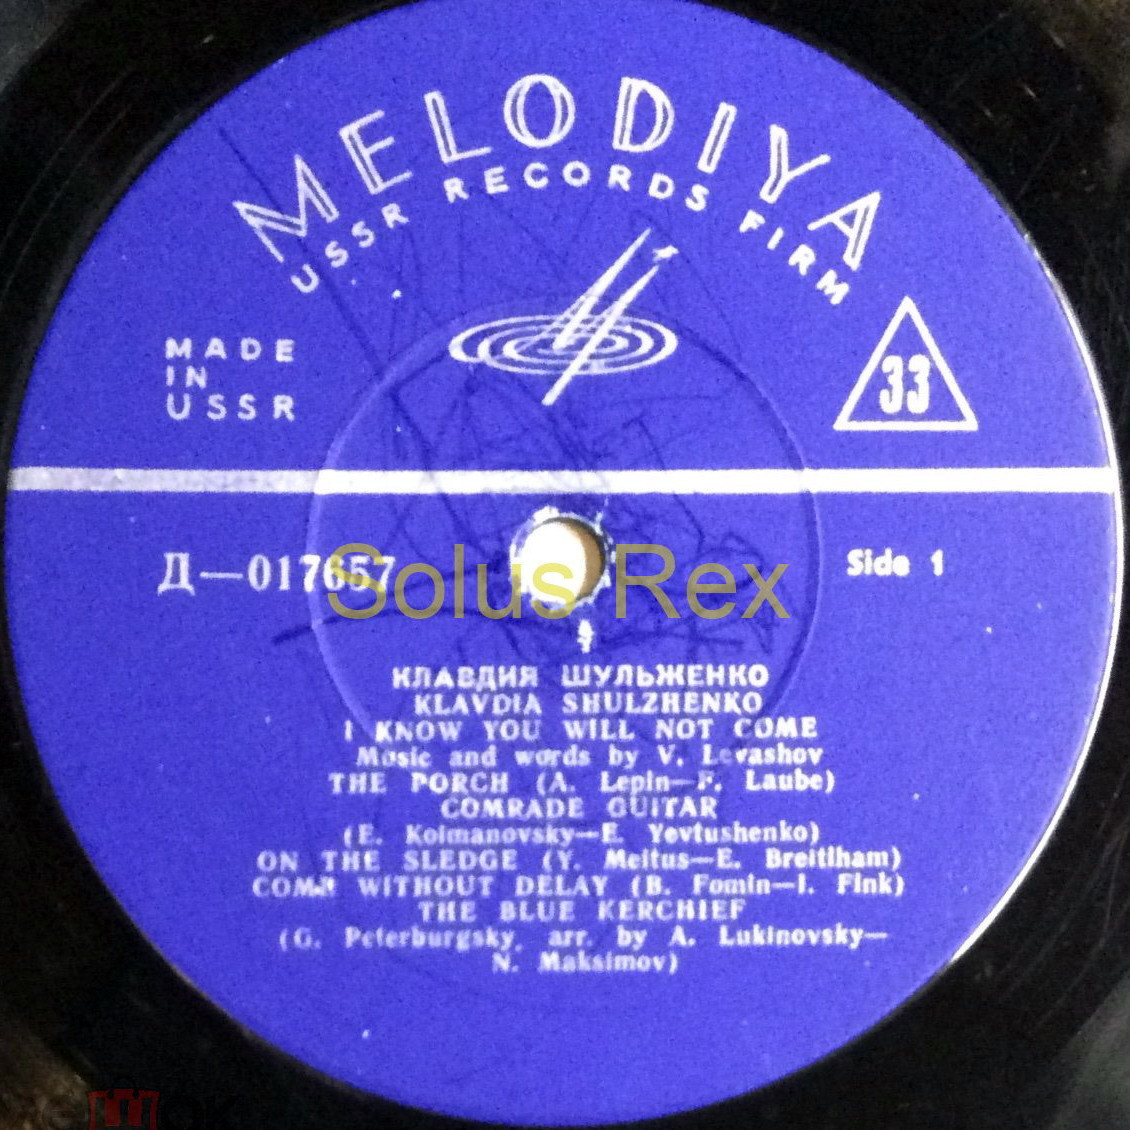 MELODIYA
USSR RECORDS FIRM
MADE
IN
USSR
33
Д—017657
Side 1
Solus Rex
КЛАВДИЯ ШУЛЬЖЕНКО
KLAVDIA SHULZHENKO
I KNOW YOU WILL NOT COME
Music and words by V. Levashov
THE PORCH (A. Lepin—F. Laube)
COMRADE GUITAR
(E. Kolmanovsky—E. Yevtushenko)
ON THE SLEDGE (Y. Meitus—E. Breitiham)
COME WITHOUT DELAY (B. Fomin—I. Fink)
THE BLUE KERCHIEF
(G. Peterburgsky, arr. by A. Lukinovsky—
N. Maksimov)